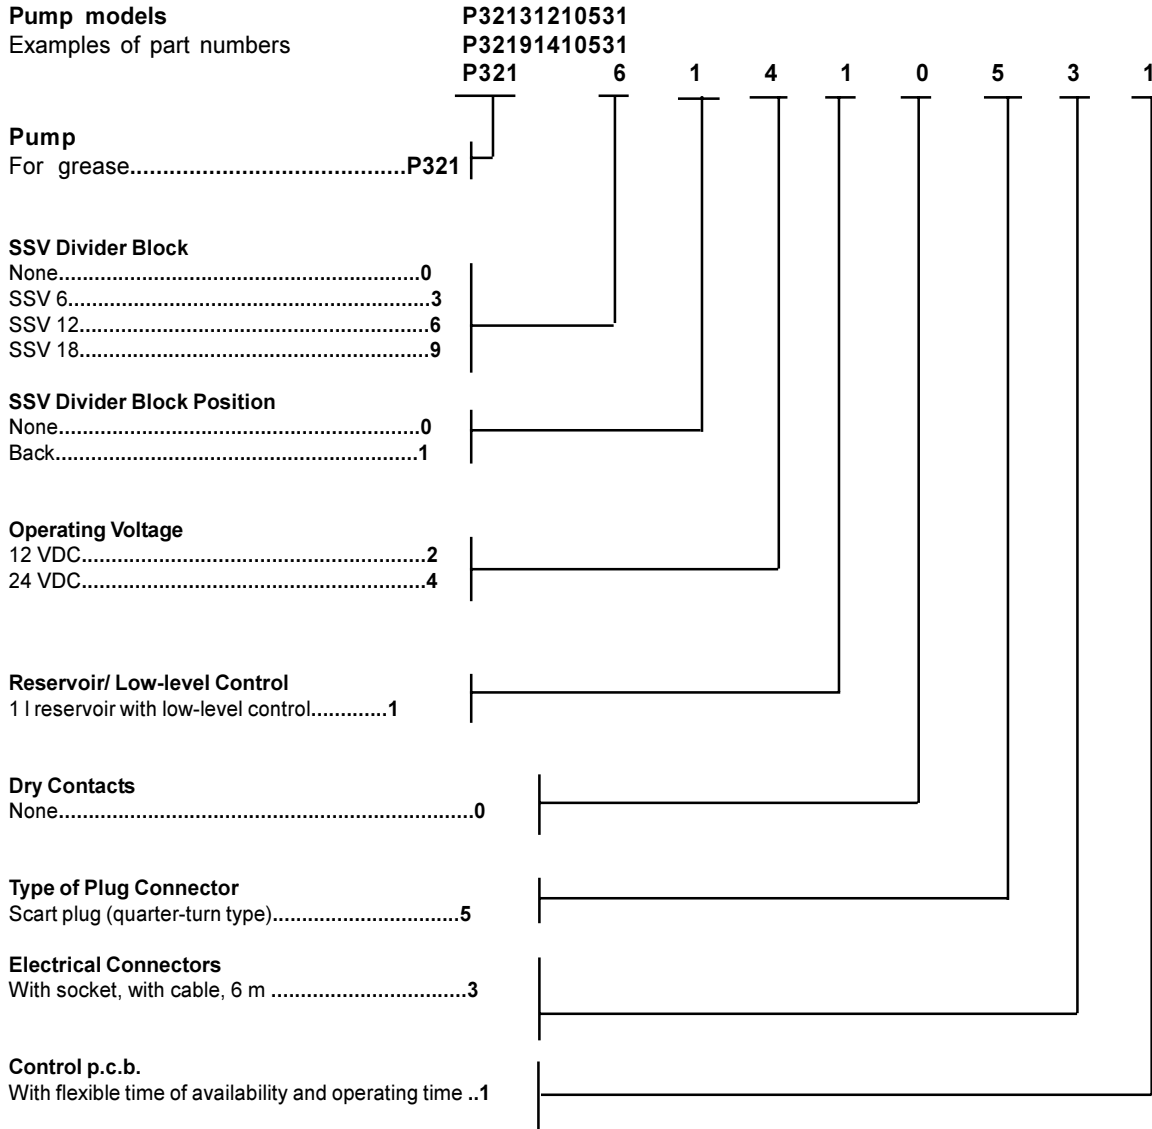 Pump models P32131210531
Examples of part numbers P32191410531
P321 6 1 4 1 0 5 3 1
Pump
For grease..........................................P321
SSV Divider Block
None......................................................................0
SSV 6......................................................................3
SSV 12....................................................................6
SSV 18....................................................................9
SSV Divider Block Position
None......................................................................0
Back......................................................................1
Operating Voltage
12 VDC...................................................................2
24 VDC...................................................................4
Reservoir/ Low-level Control
1 l reservoir with low-level control.............1
Dry Contacts
None................................................................................0
Type of Plug Connector
Scart plug (quarter-turn type)....................................5
Electrical Connectors
With socket, with cable, 6 m ......................................3
Control p.c.b.
With flexible time of availability and operating time ..1